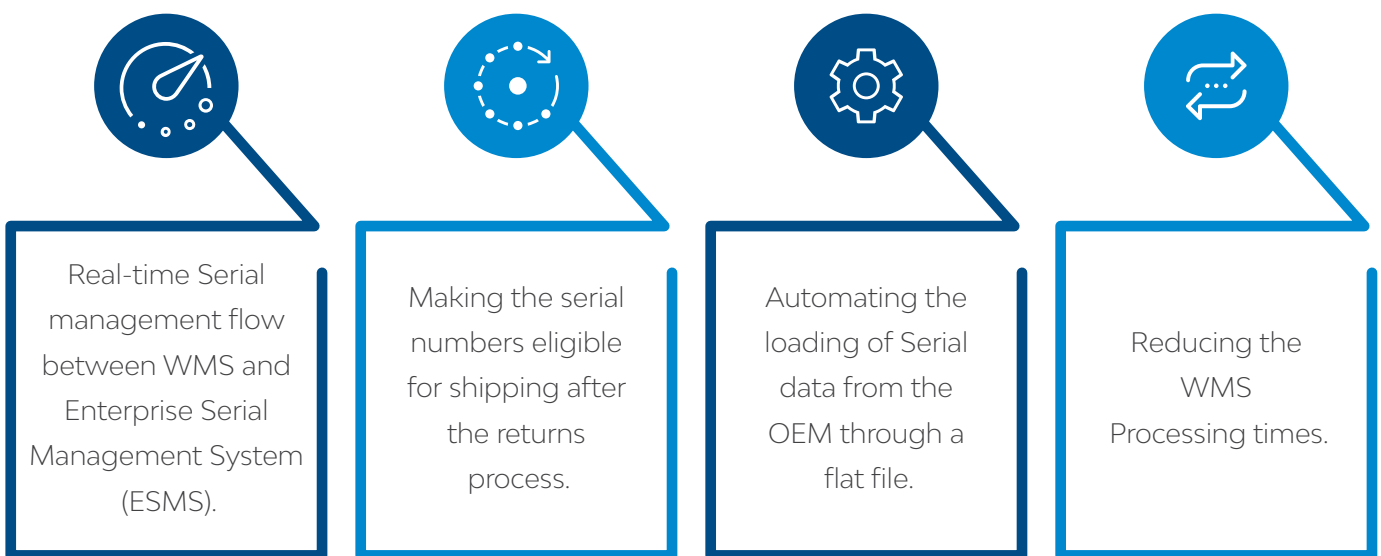 Real-time Serial
management flow
between WMS and
Enterprise Serial
Management System
(ESMS).
Making the serial
numbers eligible
for shipping after
the returns
process.
Automating the
loading of Serial
data from the
OEM through a
flat file.
Reducing the
WMS
Processing times.